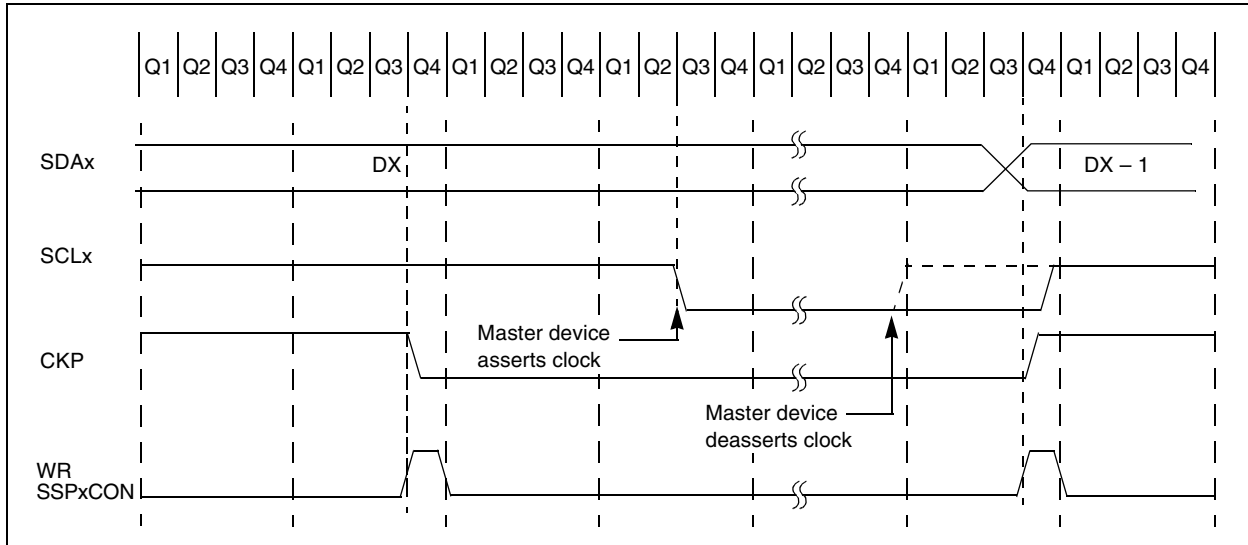 Q1 Q2 Q3 Q4 Q1 Q2 Q3 Q4 Q1 Q2 Q3 Q4 Q1 Q2 Q3 Q4 Q1 Q2 Q3 Q4 Q1 Q2 Q3 Q4 Q1 Q2 Q3 Q4
SDAx
DX
DX – 1
SCLx
Master device
asserts clock
CKP
Master device
deasserts clock
WR
SSPxCON